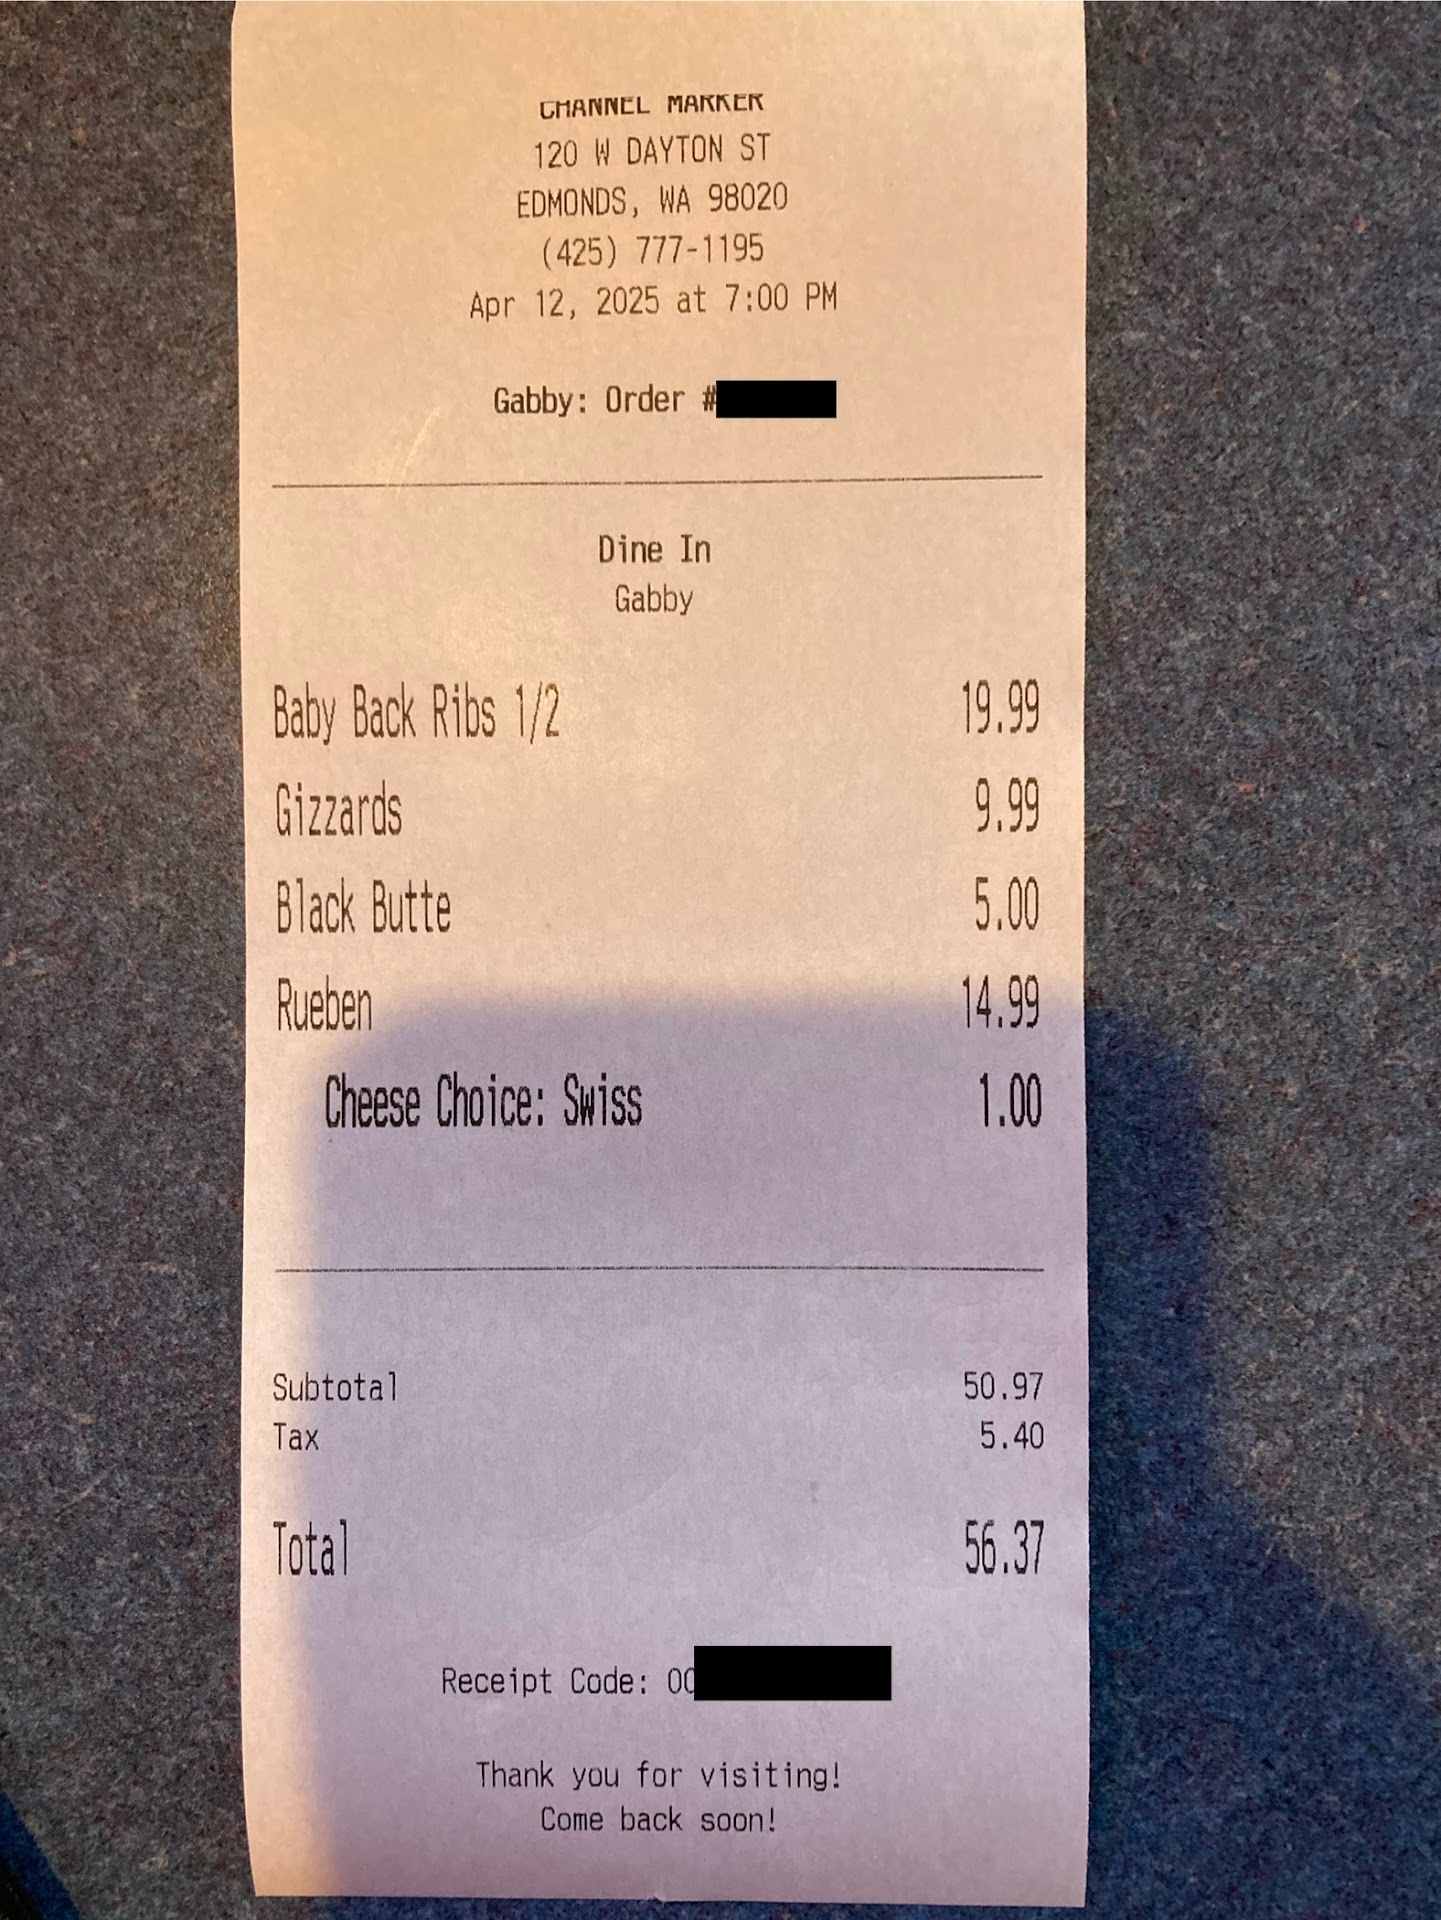 CHANNEL MARKER
120 W DAYTON ST
EDMONDS, WA 98020
(425) 777-1195
Apr 12, 2025 at 7:00 PM
Gabby: Order #
Dine In
Gabby
Baby Back Ribs 1/2 19.99
Gizzards 9.99
Black Butte 5.00
Rueben 14.99
Cheese Choice: Swiss 1.00
Subtotal 50.97
Tax 5.40
Total 56.37
Receipt Code: 00
Thank you for visiting!
Come back soon!